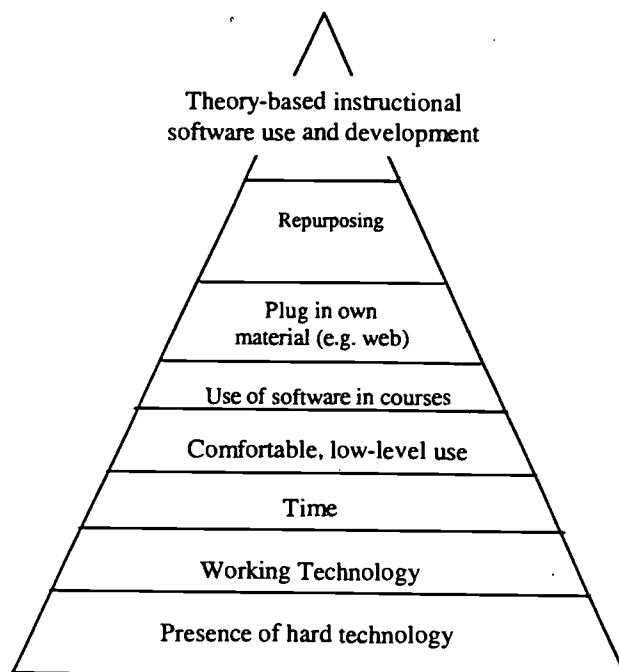 Theory-based instructional
software use and development
Repurposing
Plug in own
material (e.g. web)
Use of software in courses
Comfortable, low-level use
Time
Working Technology
Presence of hard technology